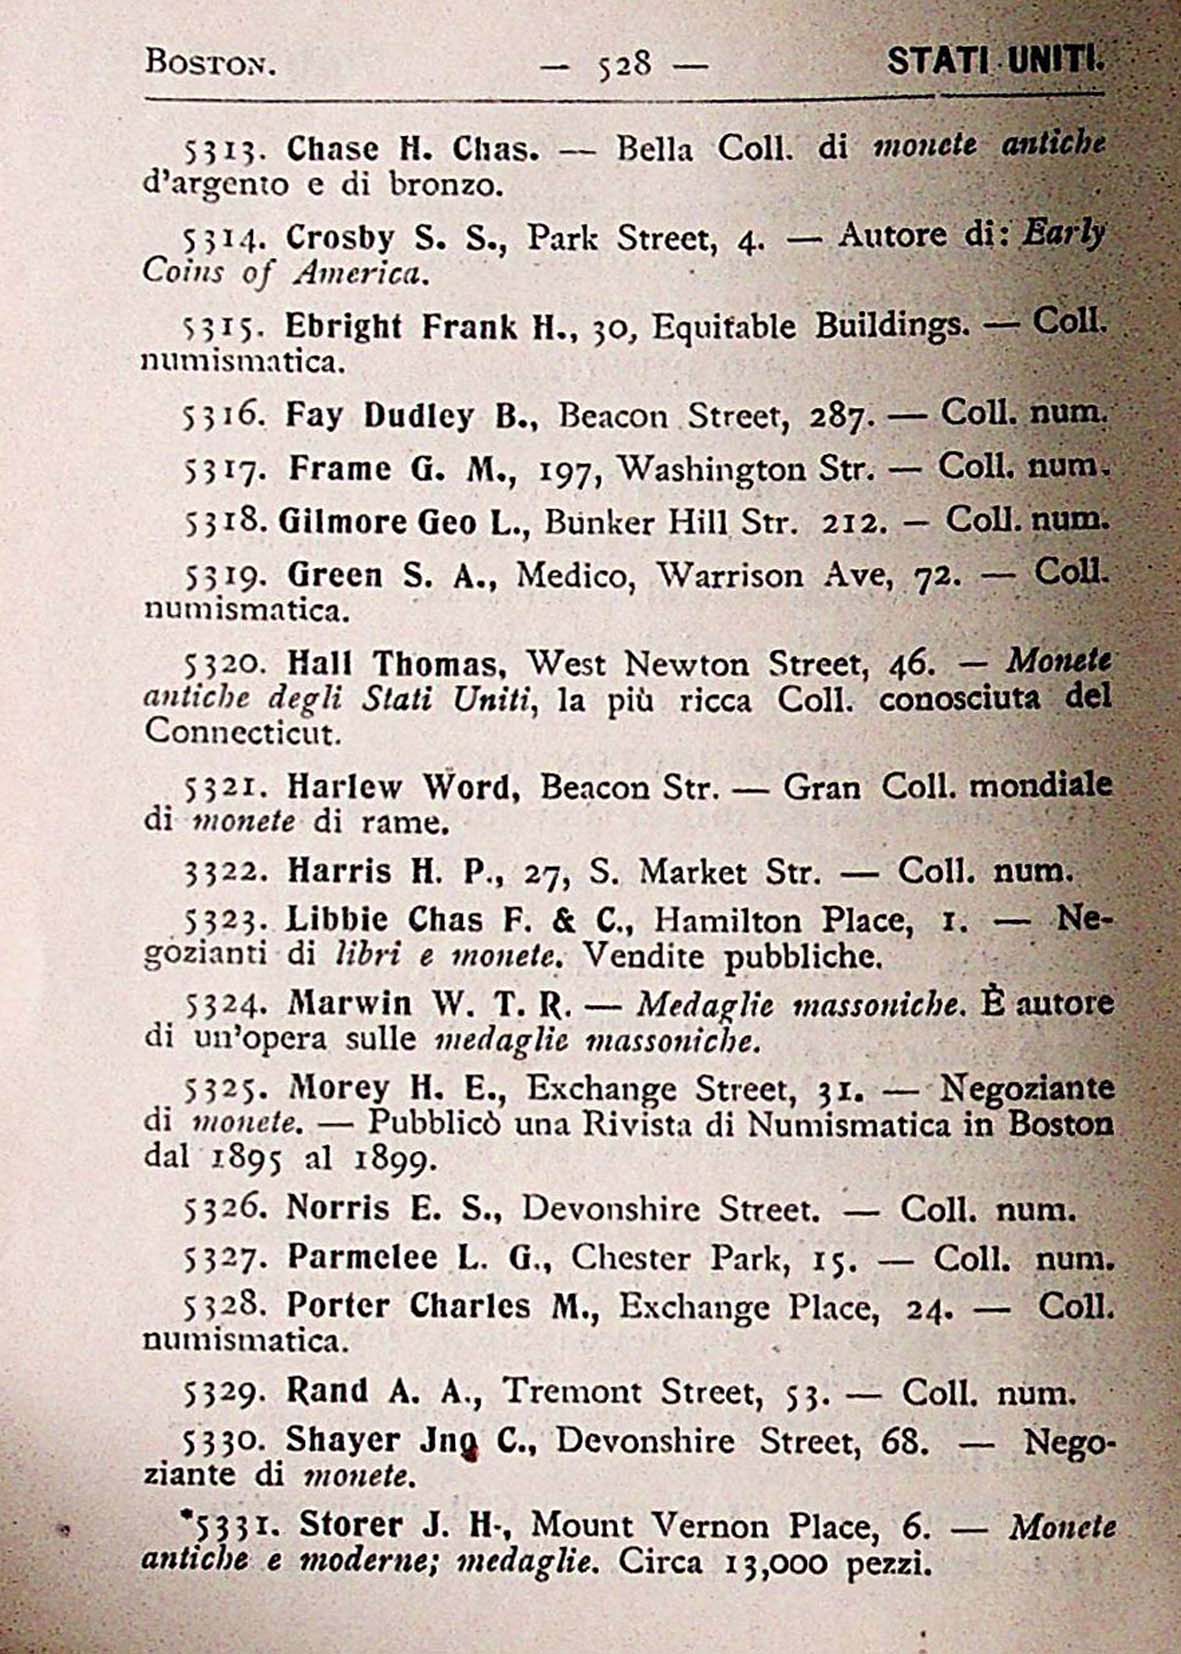 BOSTON. — 528 — STATI UNITI.
5313. Chase H. Chas. — Bella Coll. di monete antiche
d'argento e di bronzo.
5314. Crosby S. S., Park Street, 4. — Autore di: Early
Coins of America.
5315. Ebright Frank H., 30, Equitable Buildings. — Coll.
numismatica.
5316. Fay Dudley B., Beacon Street, 287. — Coll. num.
5317. Frame G. M., 197, Washington Str. — Coll. num.
5318. Gilmore Geo L., Bunker Hill Str. 212. — Coll. num.
5319. Green S. A., Medico, Warrison Ave, 72. — Coll.
numismatica.
5320. Hall Thomas, West Newton Street, 46. — Monete
antiche degli Stati Uniti, la più ricca Coll. conosciuta del
Connecticut.
5321. Harlew Word, Beacon Str. — Gran Coll. mondiale
di monete di rame.
3322. Harris H. P., 27, S. Market Str. — Coll. num.
5323. Libbie Chas F. & C., Hamilton Place, 1. — Ne-
gozianti di libri e monete. Vendite pubbliche.
5324. Marwin W. T. R. — Medaglie massoniche. È autore
di un'opera sulle medaglie massoniche.
5325. Morey H. E., Exchange Street, 31. — Negoziante
di monete. — Pubblicò una Rivista di Numismatica in Boston
dal 1895 al 1899.
5326. Norris E. S., Devonshire Street. — Coll. num.
5327. Parmelee L. G., Chester Park, 15. — Coll. num.
5328. Porter Charles M., Exchange Place, 24. — Coll.
numismatica.
5329. Rand A. A., Tremont Street, 53. — Coll. num.
5330. Shayer Jno C., Devonshire Street, 68. — Nego-
ziante di monete.
*5331. Storer J. H., Mount Vernon Place, 6. — Monete
antiche e moderne; medaglie. Circa 13,000 pezzi.